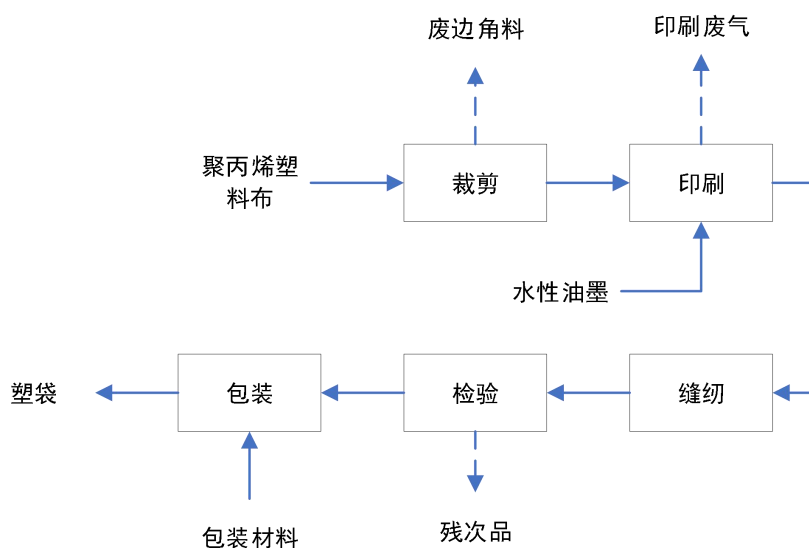 废边角料
印刷废气
聚丙烯塑
料布
裁剪
印刷
水性油墨
塑袋
包装
检验
缝纫
包装材料
残次品